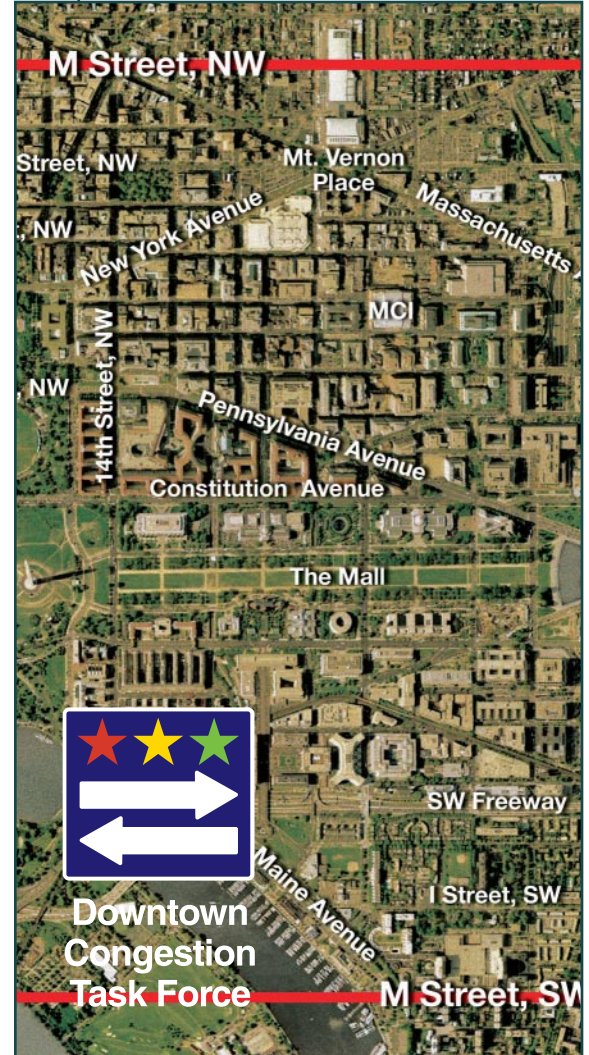 M Street, NW
Street, NW
Mt. Vernon
Place
, NW
New York Avenue
Massachusetts
MCI
14th Street, NW
, NW
Pennsylvania Avenue
Constitution Avenue
The Mall
SW Freeway
Maine Avenue
I Street, SW
Downtown
Congestion
Task Force
M Street, SW